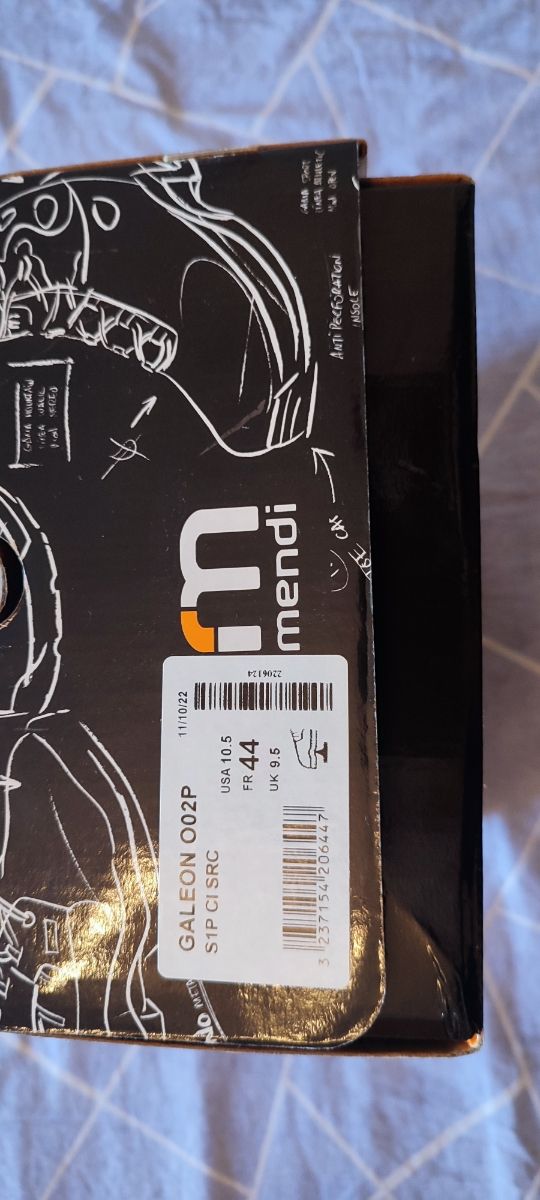 mendi
11/10/22
2206124
GALEON O02P
S1P CI SRC
USA 10.5
FR 44
UK 9.5
3 237154 206447
ANTI PERFORATION
INSOLE